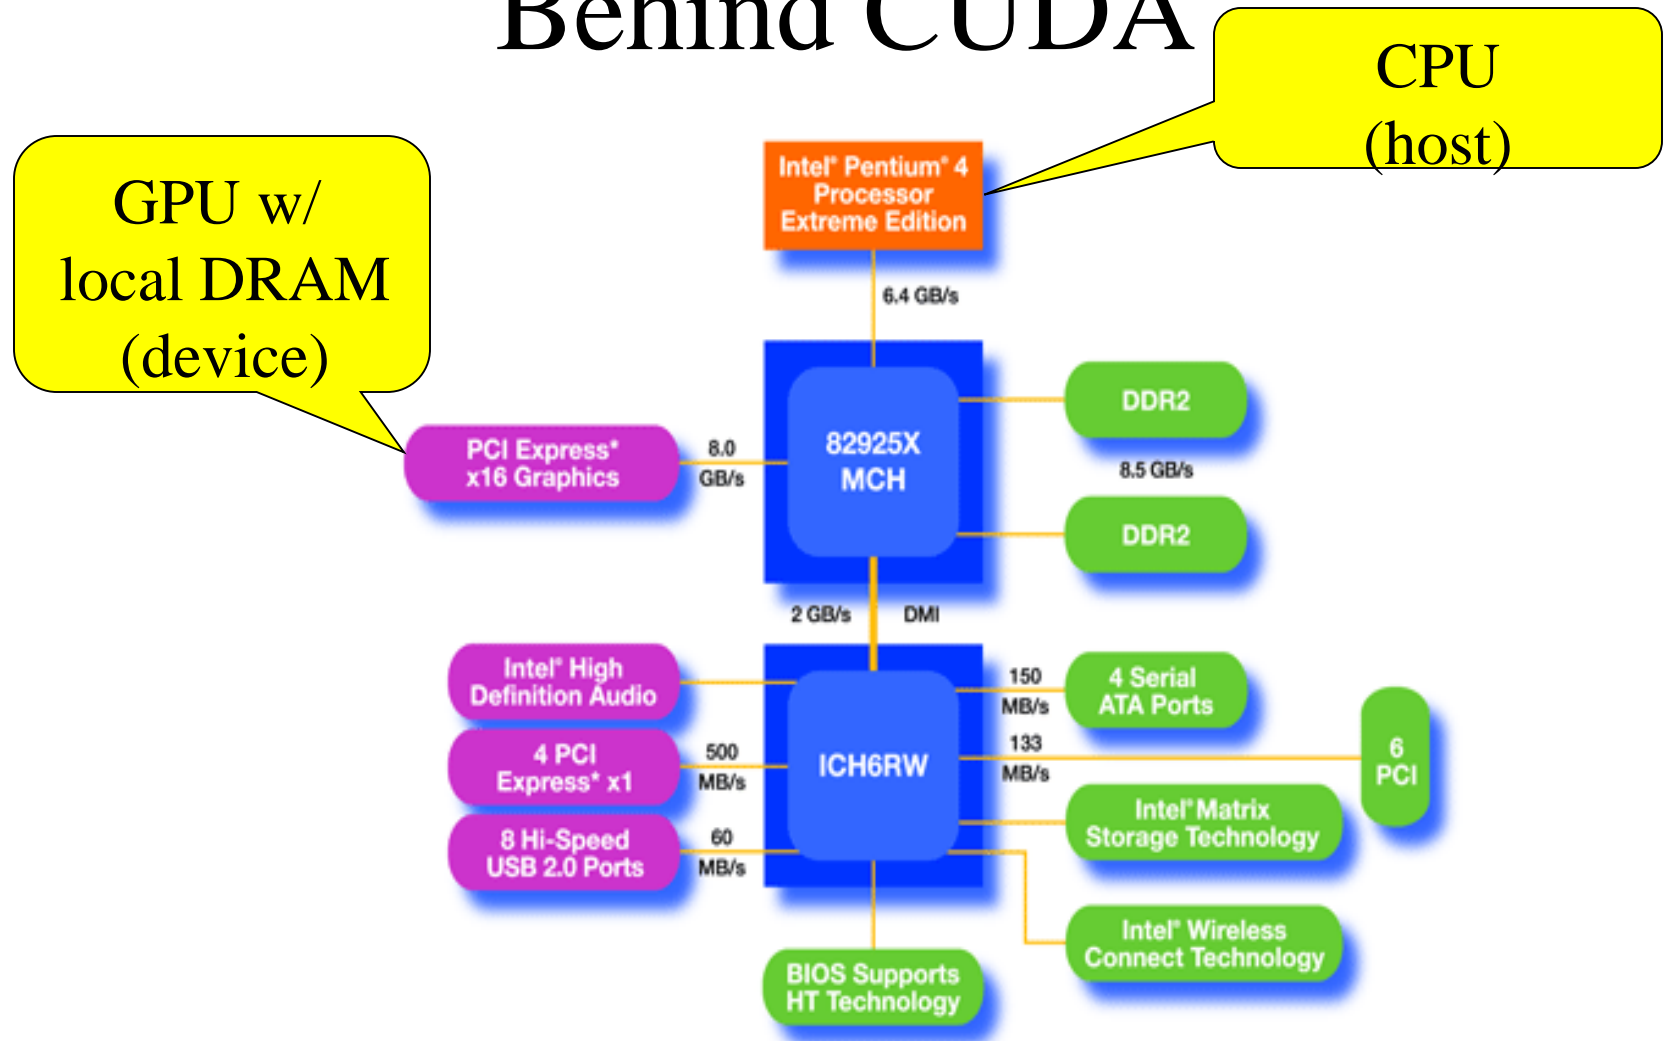 Behind CUDA
CPU
(host)
GPU w/
local DRAM
(device)
Intel® Pentium® 4
Processor
Extreme Edition
6.4 GB/s
PCI Express*
x16 Graphics
8.0
GB/s
82925X
MCH
DDR2
8.5 GB/s
DDR2
2 GB/s
DMI
Intel® High
Definition Audio
4 PCI
Express* x1
500
MB/s
8 Hi-Speed
USB 2.0 Ports
60
MB/s
ICH6RW
150
MB/s
4 Serial
ATA Ports
133
MB/s
6
PCI
Intel® Matrix
Storage Technology
Intel® Wireless
Connect Technology
BIOS Supports
HT Technology